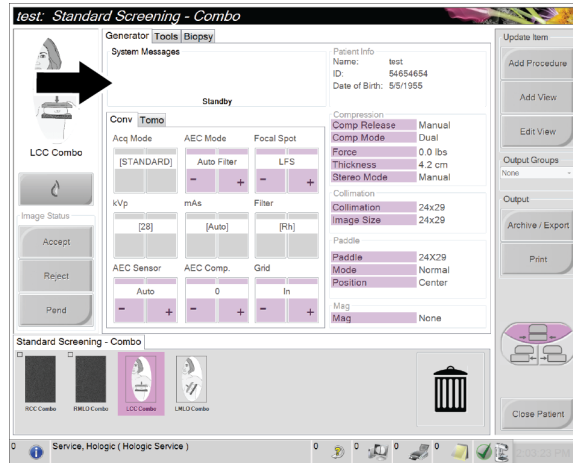 test: Standard Screening - Combo
Generator Tools Biopsy
Update Item
System Messages
Patient Info
Name: test
ID: 54654654
Date of Birth: 5/5/1955
Add Procedure
Add View
Standby
Conv Tomo
Compression
Comp Release Manual
Comp Mode Dual
Force 0.0 lbs
Thickness 4.2 cm
Stereo Mode Manual
Edit View
LCC Combo
Acq Mode AEC Mode Focal Spot
[STANDARD] Auto Filter LFS
- + - +
Output Groups
None
Collimation
Collimation 24x29
Image Size 24x29
Output
kVp mAs Filter
[28] [Auto] [Rh]
Image Status
Archive / Export
Accept
Paddle
Paddle 24X29
Mode Normal
Position Center
Print
Reject
AEC Sensor AEC Comp. Grid
Auto 0 In
- + - + - +
Pend
Mag
Mag None
Standard Screening - Combo
RCC Combo RMLO Combo LCC Combo LMLO Combo
Close Patient
0 Service, Hologic ( Hologic Service ) 0 0 0 0
2:03:23 PM